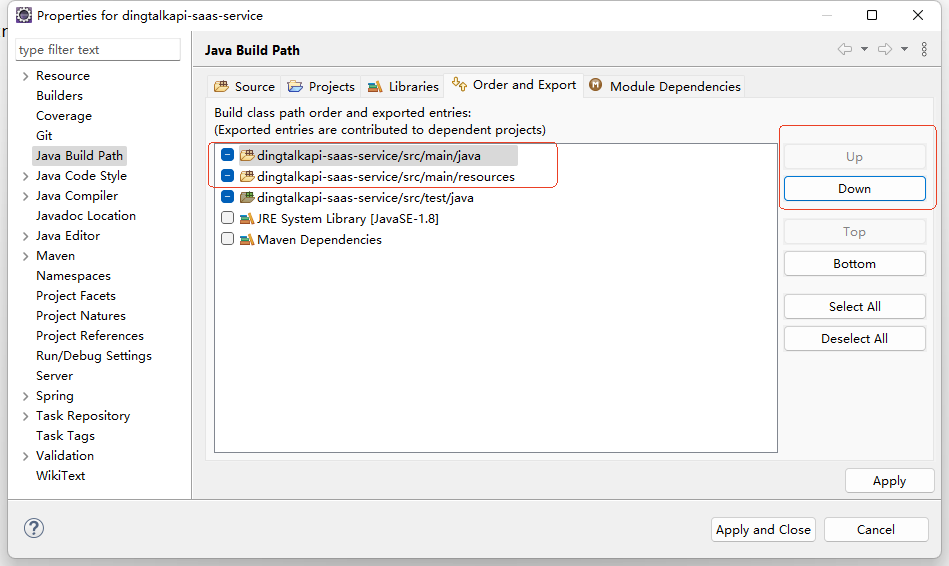 Properties for dingtalkapi-saas-service
type filter text
Resource
Builders
Coverage
Git
Java Build Path
Java Code Style
Java Compiler
Javadoc Location
Java Editor
Maven
Namespaces
Project Facets
Project Natures
Project References
Run/Debug Settings
Server
Spring
Task Repository
Task Tags
Validation
WikiText
Java Build Path
Source Projects Libraries Order and Export Module Dependencies
Build class path order and exported entries:
(Exported entries are contributed to dependent projects)
dingtalkapi-saas-service/src/main/java
dingtalkapi-saas-service/src/main/resources
dingtalkapi-saas-service/src/test/java
JRE System Library [JavaSE-1.8]
Maven Dependencies
Up
Down
Top
Bottom
Select All
Deselect All
Apply
Apply and Close Cancel